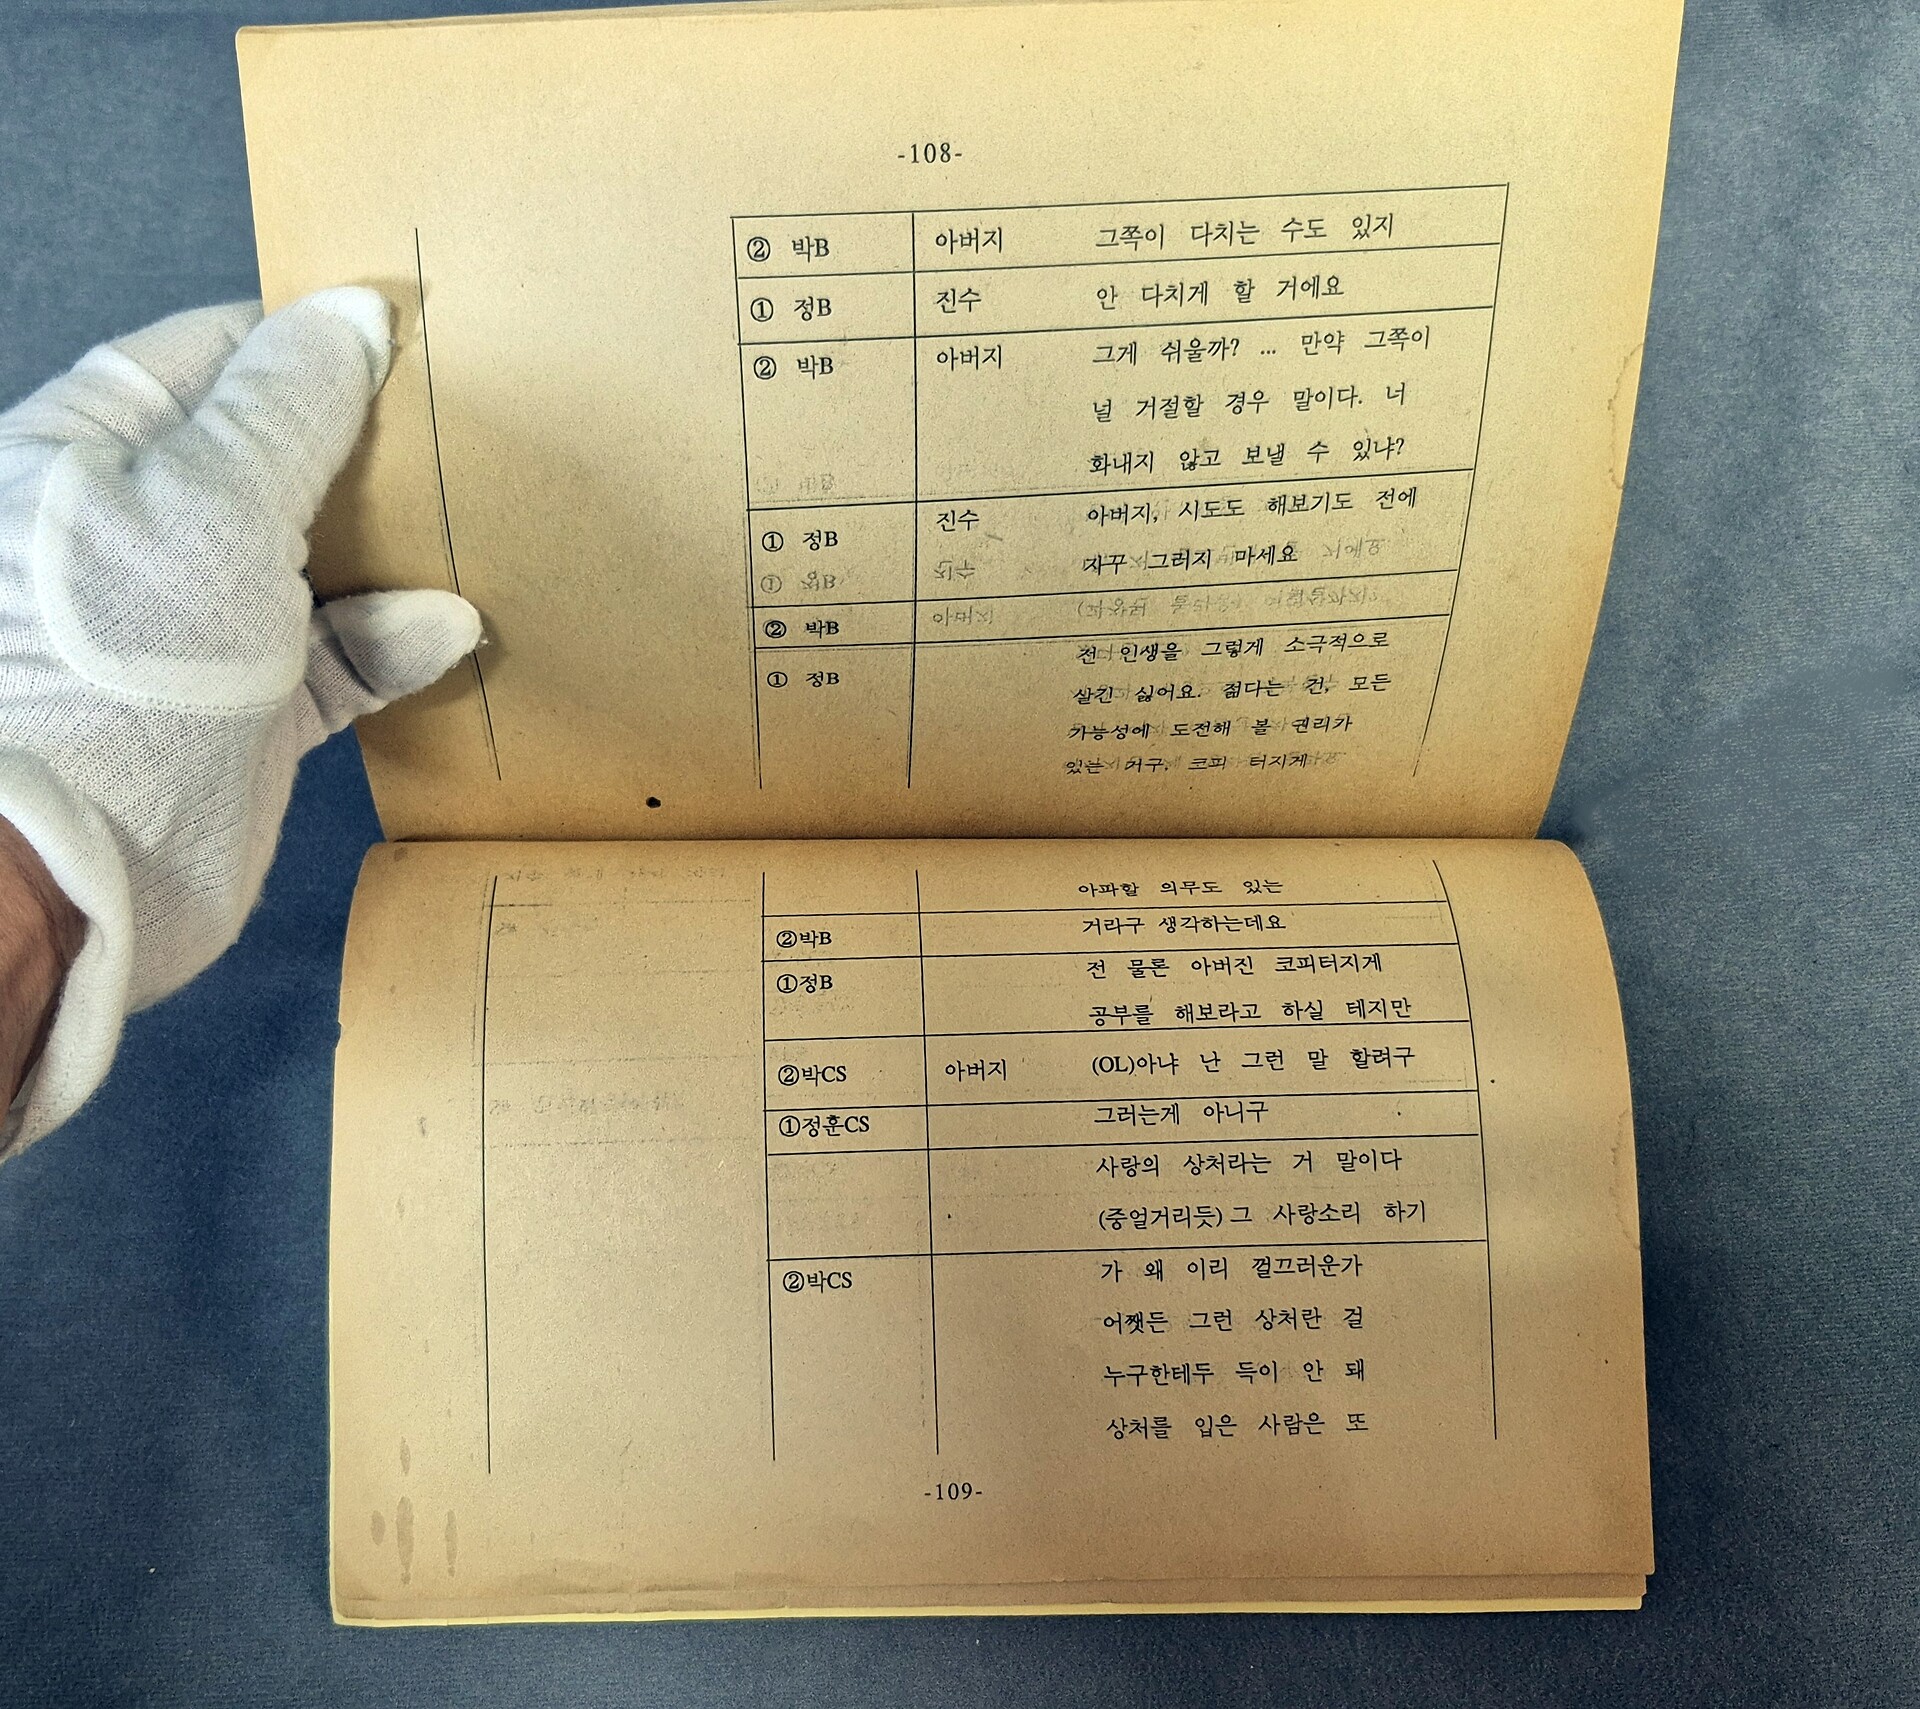 -108-
② 박B 아버지 그쪽이 다치는 수도 있지
① 정B 진수 안 다치게 할 거에요
② 박B 아버지 그게 쉬울까? ... 만약 그쪽이
널 거절할 경우 말이다. 너
화내지 않고 보낼 수 있냐?
① 정B 진수 아버지, 시도도 해보기도 전에
자꾸 그러지 마세요
② 박B
① 정B 전 인생을 그렇게 소극적으로
살긴 싫어요. 젊다는 건, 모든
가능성에 도전해 볼 권리가
있는 거구, 코피 터지게
아파할 의무도 있는
②박B 거라구 생각하는데요
①정B 전 물론 아버진 코피터지게
공부를 해보라고 하실 테지만
②박CS 아버지 (OL)아냐 난 그런 말 할려구
①정훈CS 그러는게 아니구
사랑의 상처라는 거 말이다
(중얼거리듯) 그 사랑소리 하기
②박CS 가 왜 이리 껄끄러운가
어쨋든 그런 상처란 걸
누구한테두 득이 안 돼
상처를 입은 사람은 또
-109-